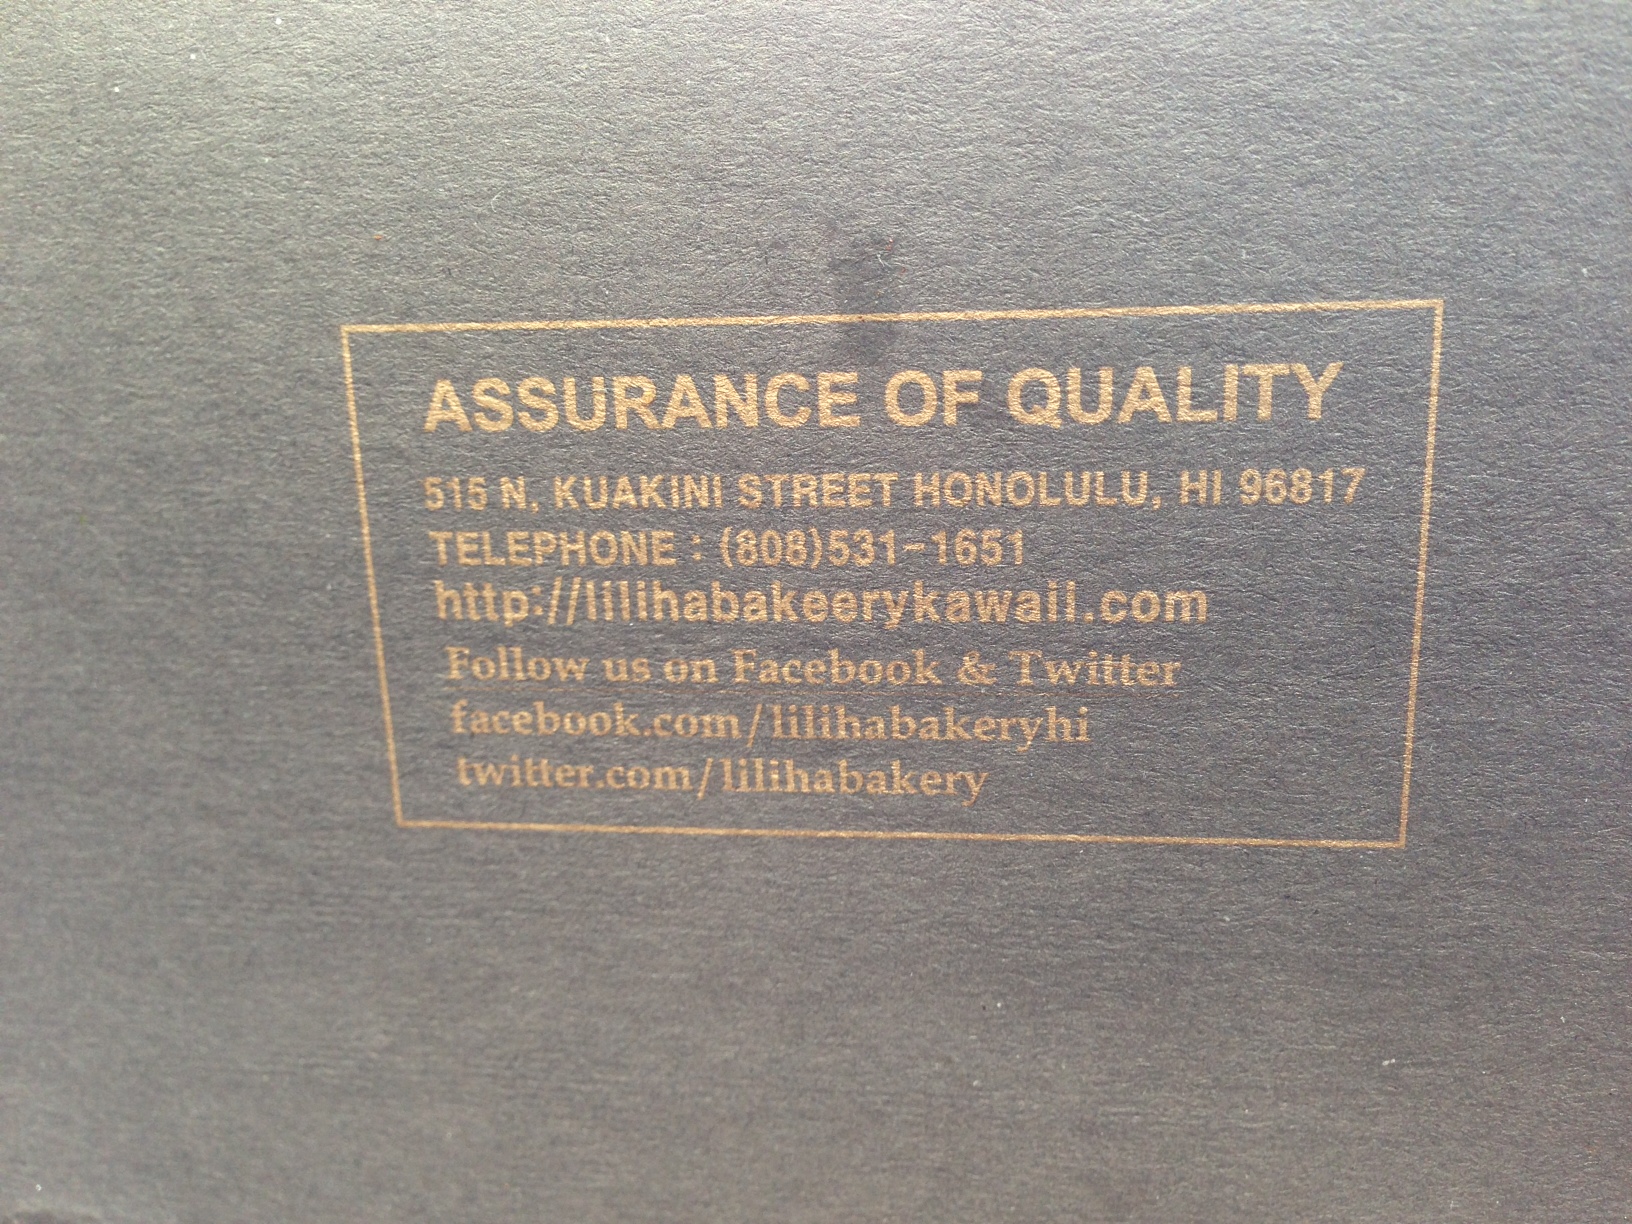 ASSURANCE OF QUALITY
515 N, KUAKINI STREET HONOLULU, HI 96817
TELEPHONE : (808)531-1651
http://lilihabakeerykawaii.com
Follow us on Facebook & Twitter
facebook.com/lilihabakeryhi
twitter.com/lilihabakery